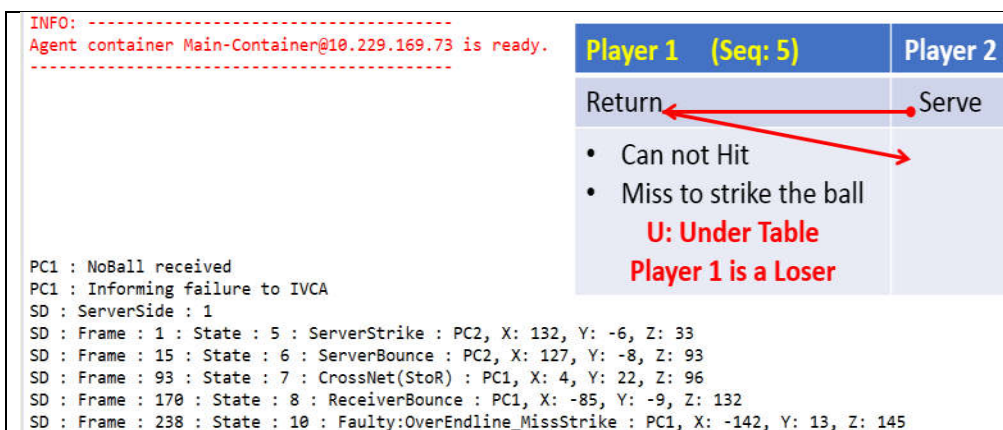 INFO: --------------------------------------
Agent container Main-Container@10.229.169.73 is ready.
--------------------------------------------
Player 1 (Seq: 5) Player 2
Return Serve
• Can not Hit
• Miss to strike the ball
U: Under Table
Player 1 is a Loser
PC1 : NoBall received
PC1 : Informing failure to IVCA
SD : ServerSide : 1
SD : Frame : 1 : State : 5 : ServerStrike : PC2, X: 132, Y: -6, Z: 33
SD : Frame : 15 : State : 6 : ServerBounce : PC2, X: 127, Y: -8, Z: 93
SD : Frame : 93 : State : 7 : CrossNet(StoR) : PC1, X: 4, Y: 22, Z: 96
SD : Frame : 170 : State : 8 : ReceiverBounce : PC1, X: -85, Y: -9, Z: 132
SD : Frame : 238 : State : 10 : Faulty:OverEndline_MissStrike : PC1, X: -142, Y: 13, Z: 145